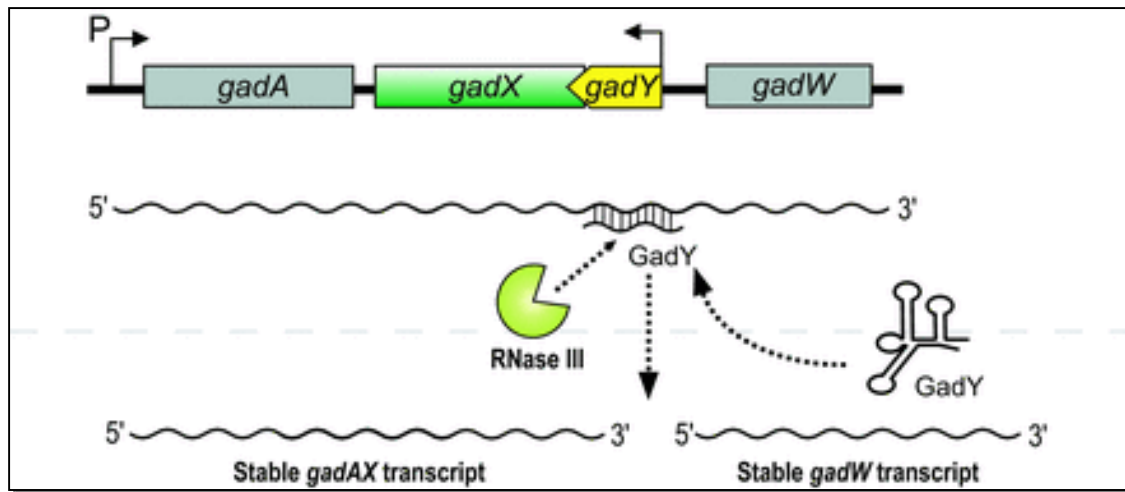 P
gadA gadX gadY gadW
5' 3'
GadY
RNase III
GadY
5' 3' 5' 3'
Stable gadAX transcript Stable gadW transcript